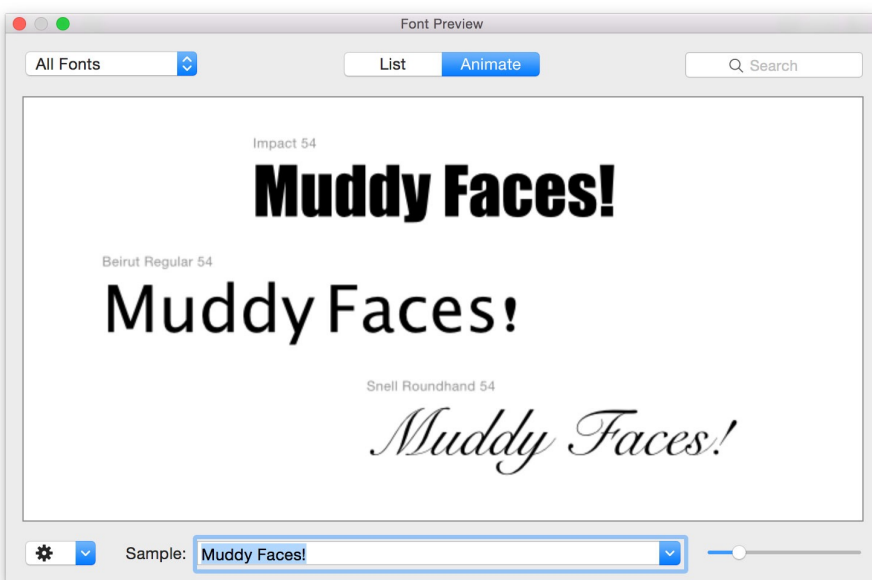 Font Preview
All Fonts
List Animate
Search
Impact 54
Muddy Faces!
Beirut Regular 54
Muddy Faces!
Snell Roundhand 54
Muddy Faces!
Sample: Muddy Faces!